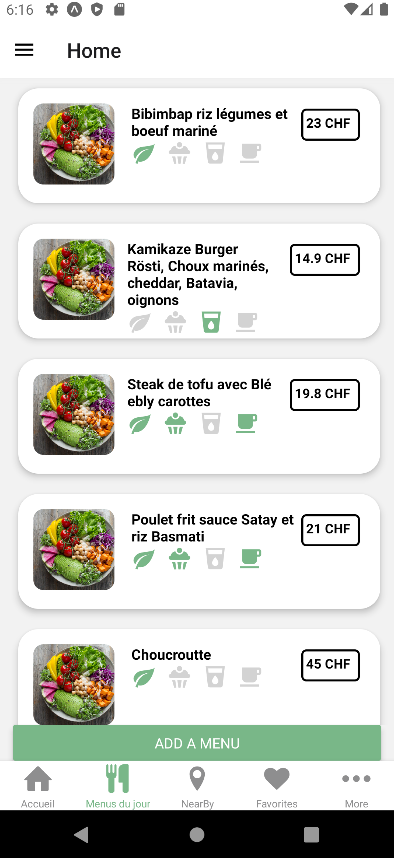 6:16
Home
Bibimbap riz légumes et
boeuf mariné
23 CHF
Kamikaze Burger
Rösti, Choux marinés,
cheddar, Batavia,
oignons
14.9 CHF
Steak de tofu avec Blé
ebly carottes
19.8 CHF
Poulet frit sauce Satay et
riz Basmati
21 CHF
Choucroutte
45 CHF
ADD A MENU
Accueil
Menus du jour
NearBy
Favorites
More